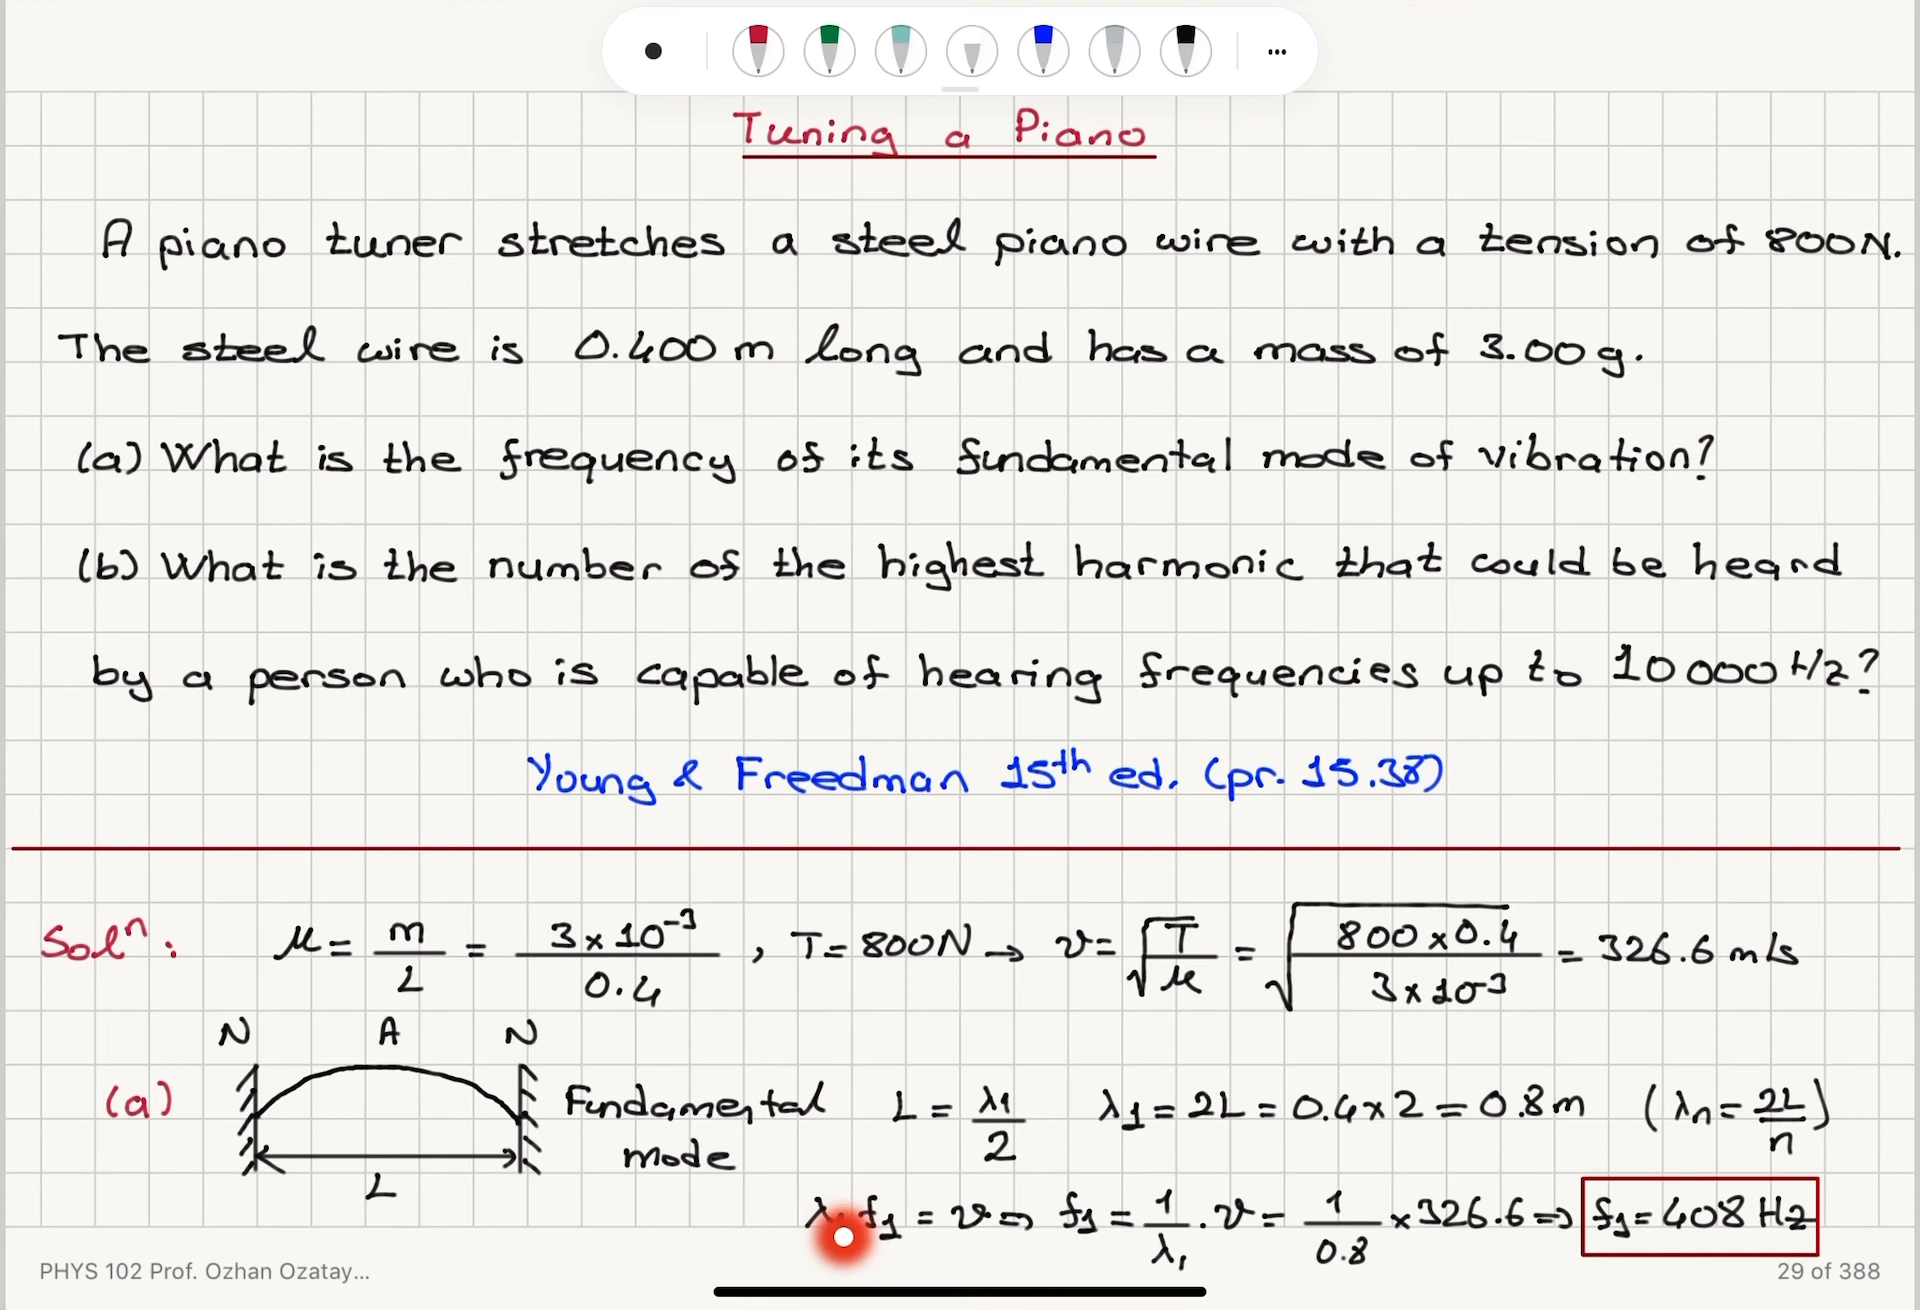 Tuning a Piano
A piano tuner stretches a steel piano wire with a tension of 800N.
The steel wire is 0.400 m long and has a mass of 3.00 g.
(a) What is the frequency of its fundamental mode of vibration?
(b) What is the number of the highest harmonic that could be heard
by a person who is capable of hearing frequencies up to 10 000 Hz?
Young & Freedman 15th ed. (pr. 15.38)
Solⁿ: μ = m/L = 3 x 10⁻³/0.4 , T = 800N → v = √(T/μ) = √(800 x 0.4/3 x 10⁻³) = 326.6 m/s
N A N
(a) Fundamental L = λ1/2 λ1 = 2L = 0.4 x 2 = 0.8 m (λn = 2L/n)
mode
L
λ f1 = v ⇒ f1 = 1/λ1 . v = 1/0.8 x 326.6 ⇒ f1 = 408 Hz
PHYS 102 Prof. Ozhan Ozatay...
29 of 388